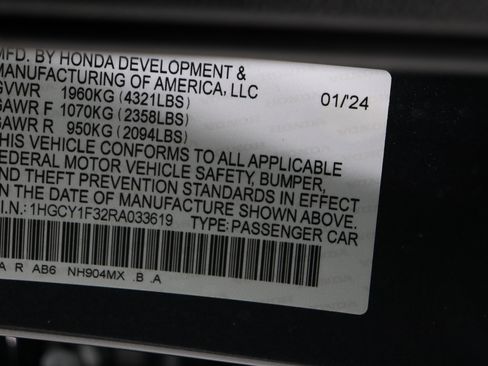 MFD. BY HONDA DEVELOPMENT &
MANUFACTURING OF AMERICA, LLC
GVWR 1960KG (4321LBS) 01/'24
GAWR F 1070KG (2358LBS)
GAWR R 950KG (2094LBS)
THIS VEHICLE CONFORMS TO ALL APPLICABLE
FEDERAL MOTOR VEHICLE SAFETY, BUMPER,
AND THEFT PREVENTION STANDARDS IN EFFECT
ON THE DATE OF MANUFACTURE SHOWN ABOVE.
V.I.N.: 1HGCY1F32RA033619 TYPE: PASSENGER CAR
A R AB6 NH904MX .B .A